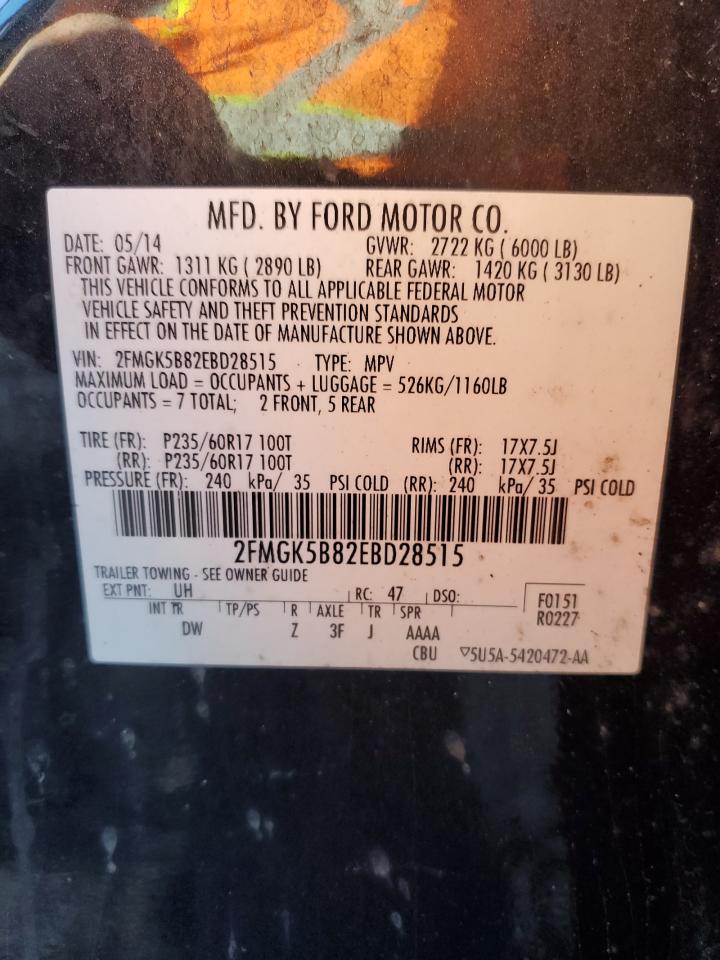 MFD. BY FORD MOTOR CO.
DATE: 05/14 GVWR: 2722 KG ( 6000 LB)
FRONT GAWR: 1311 KG ( 2890 LB) REAR GAWR: 1420 KG ( 3130 LB)
THIS VEHICLE CONFORMS TO ALL APPLICABLE FEDERAL MOTOR
VEHICLE SAFETY AND THEFT PREVENTION STANDARDS
IN EFFECT ON THE DATE OF MANUFACTURE SHOWN ABOVE.
VIN: 2FMGK5B82EBD28515 TYPE: MPV
MAXIMUM LOAD = OCCUPANTS + LUGGAGE = 526KG/1160LB
OCCUPANTS = 7 TOTAL; 2 FRONT, 5 REAR
TIRE (FR): P235/60R17 100T RIMS (FR): 17X7.5J
(RR): P235/60R17 100T (RR): 17X7.5J
PRESSURE (FR): 240 kPa/ 35 PSI COLD (RR): 240 kPa/ 35 PSI COLD
2FMGK5B82EBD28515
TRAILER TOWING - SEE OWNER GUIDE
EXT PNT: UH RC: 47 DSO: F0151
INT TR TP/PS R AXLE TR SPR R0227
DW Z 3F J AAAA
CBU ▽5U5A-5420472-AA